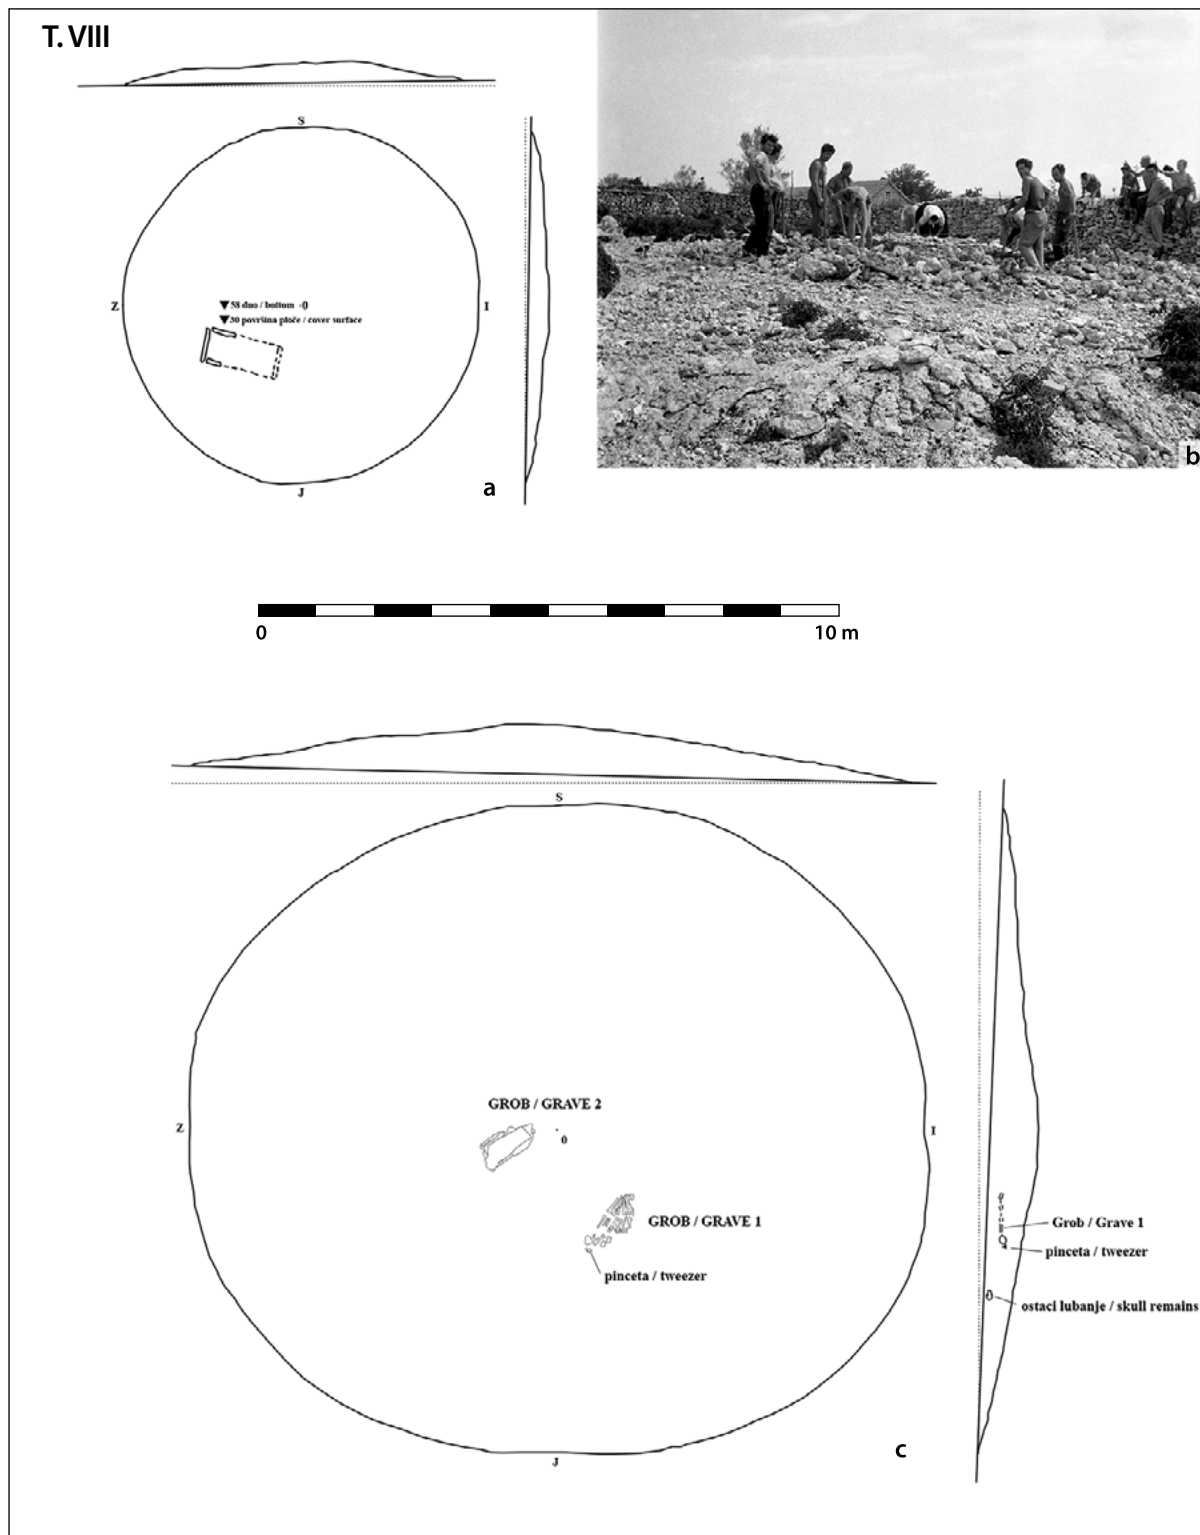 T. VIII
S
Z
I
▼58 dno / bottom -0
▼30 površina ploče / cover surface
J
a
b
0
10 m
S
Z
I
GROB / GRAVE 2
0
GROB / GRAVE 1
pinceta / tweezer
Grob / Grave 1
pinceta / tweezer
ostaci lubanje / skull remains
J
c